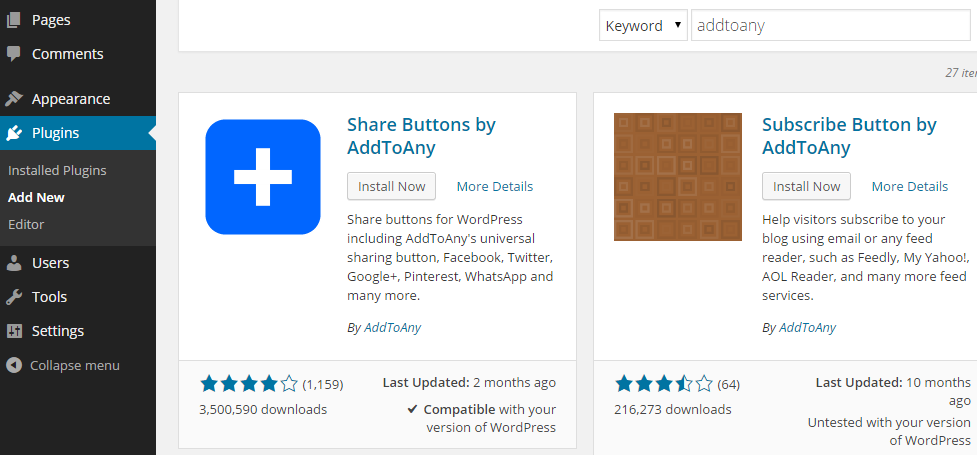 Pages
Comments
Appearance
Plugins
Installed Plugins
Add New
Editor
Users
Tools
Settings
Collapse menu
Keyword
addtoany
27
Share Buttons by
AddToAny
Install Now
More Details
Share buttons for WordPress
including AddToAny's universal
sharing button, Facebook, Twitter,
Google+, Pinterest, WhatsApp and
many more.
By AddToAny
(1,159)
3,500,590 downloads
Last Updated: 2 months ago
Compatible with your
version of WordPress
Subscribe Button by
AddToAny
Install Now
More Details
Help visitors subscribe to your
blog using email or any feed
reader, such as Feedly, My Yahoo!,
AOL Reader, and many more feed
services.
By AddToAny
(64)
216,273 downloads
Last Updated: 10 months
ago
Untested with your version
of WordPress